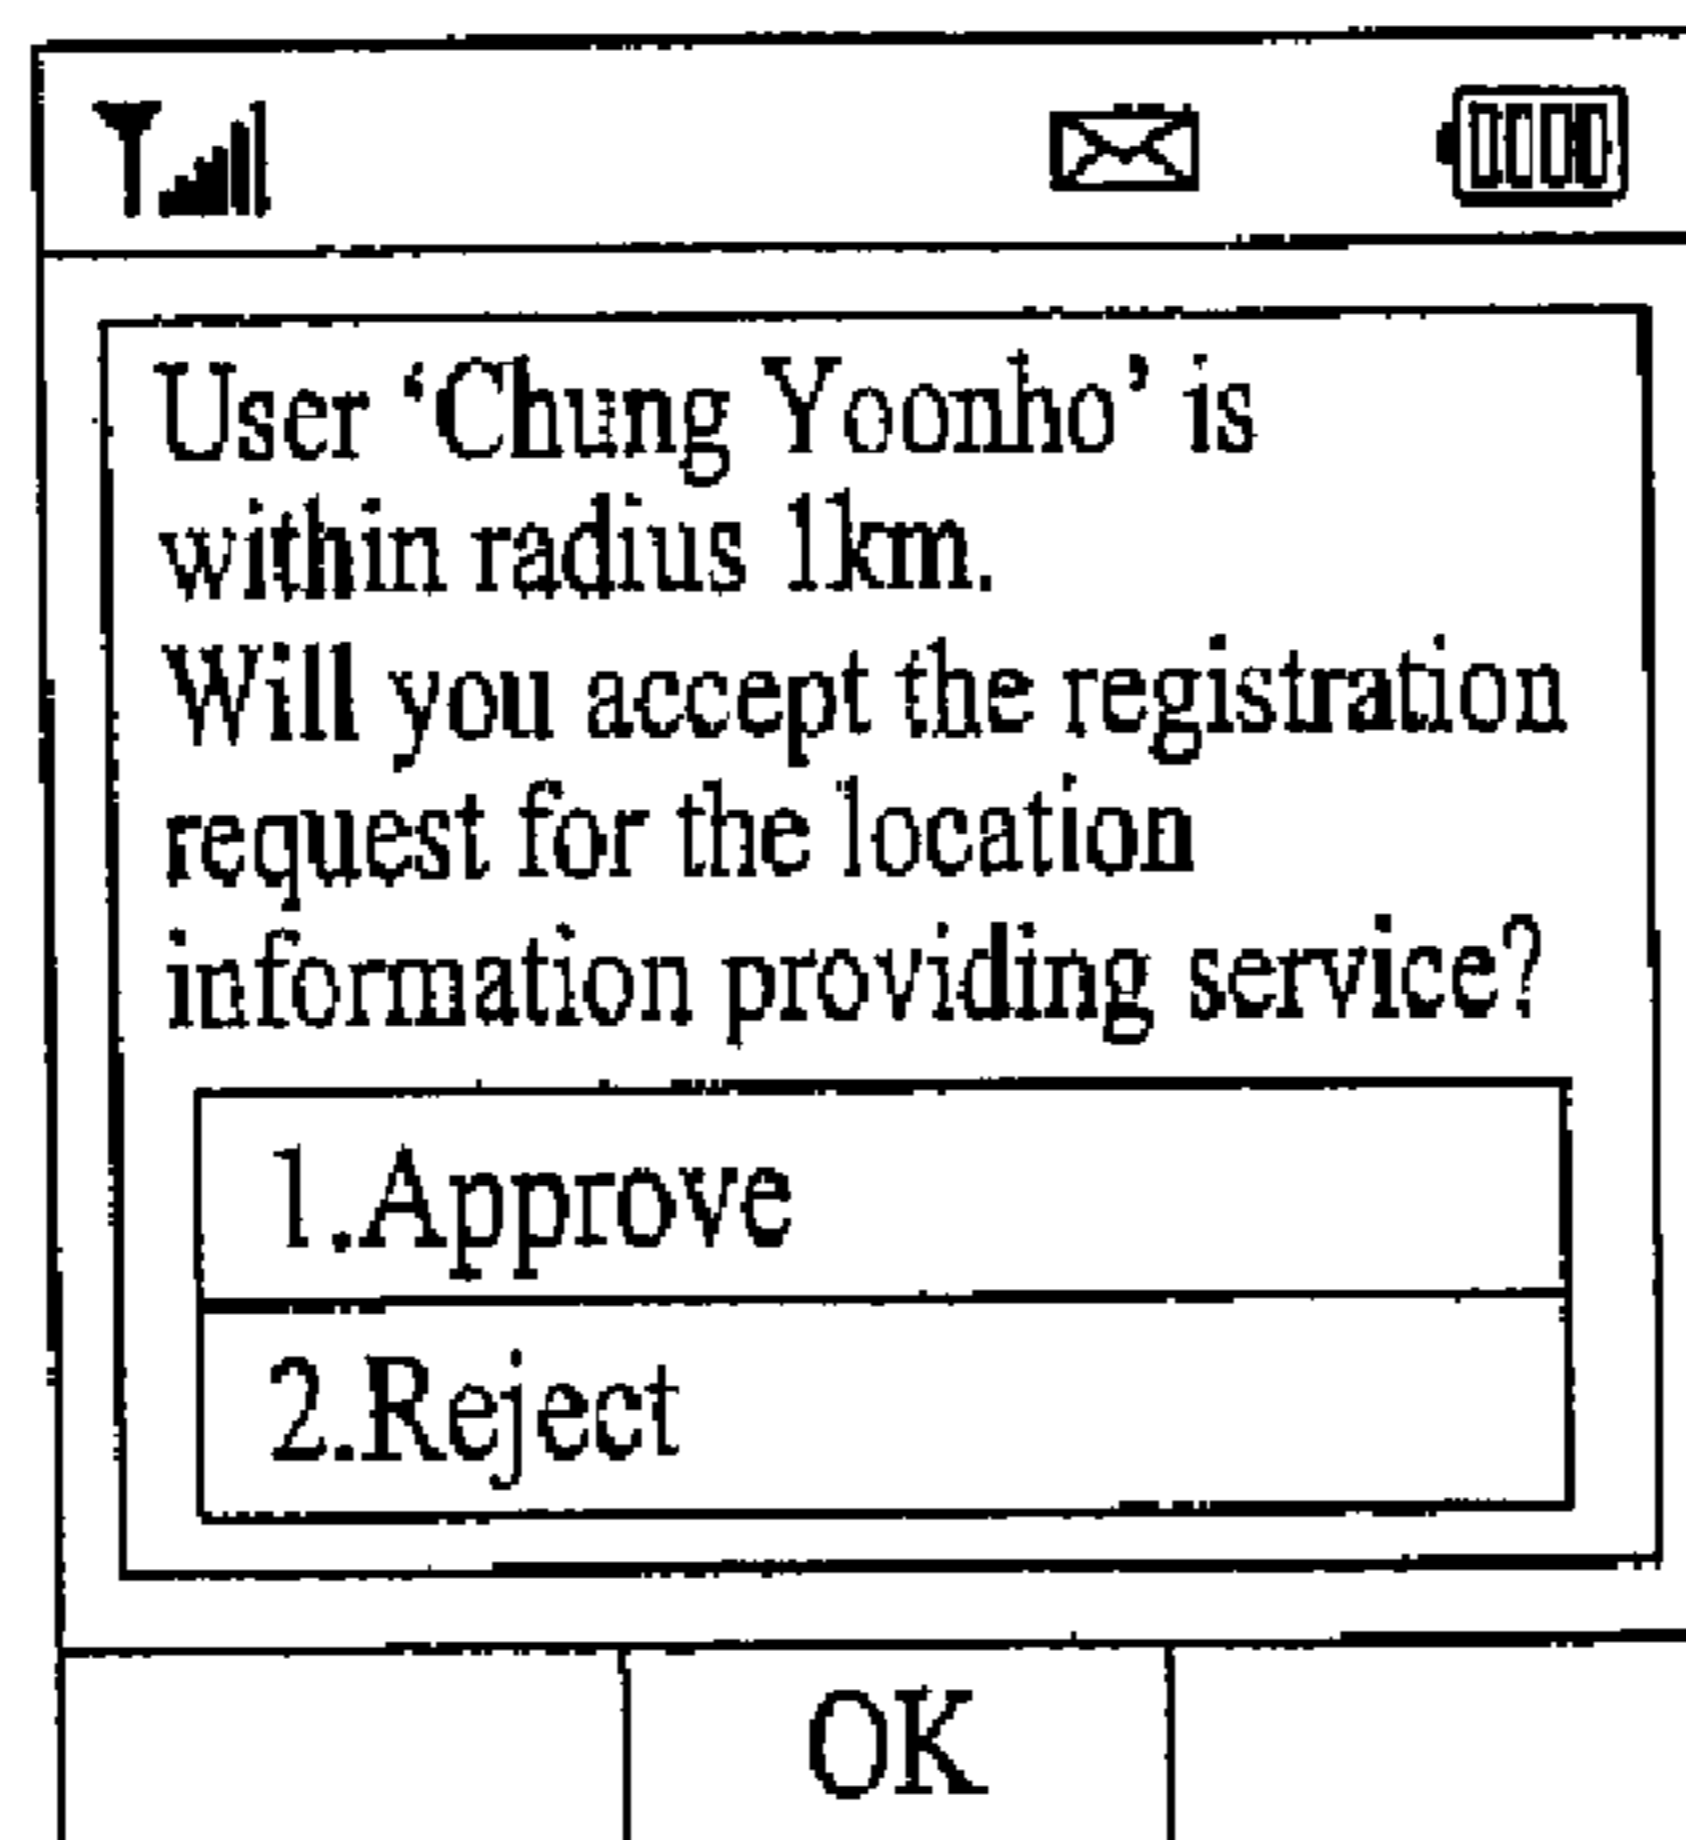 User ‘Chung Yoonho’ is
within radius 1km.
Will you accept the registration
request for the location
information providing service?
1.Approve
2.Reject
OK